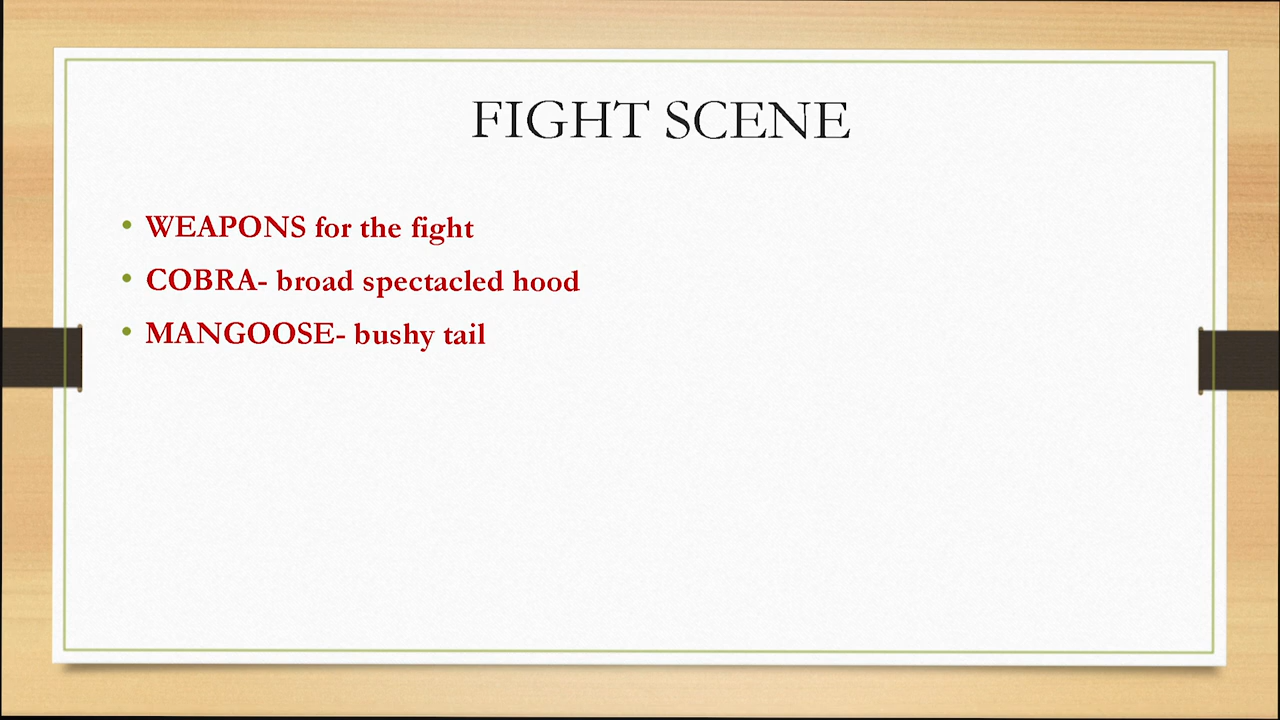 FIGHT SCENE
• WEAPONS for the fight
• COBRA- broad spectacled hood
• MANGOOSE- bushy tail